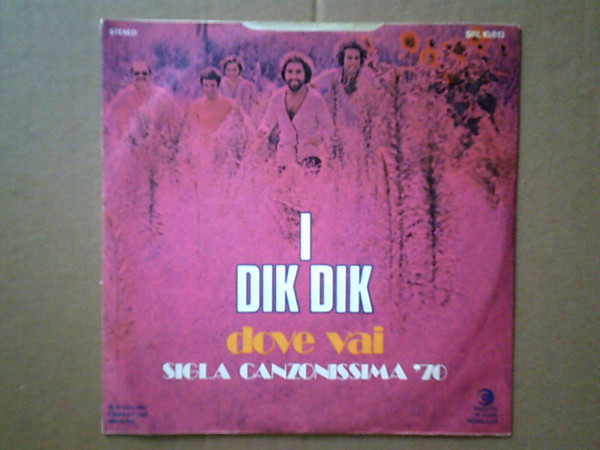 STEREO
I
DIK DIK
dove vai
SIGLA CANZONISSIMA '70